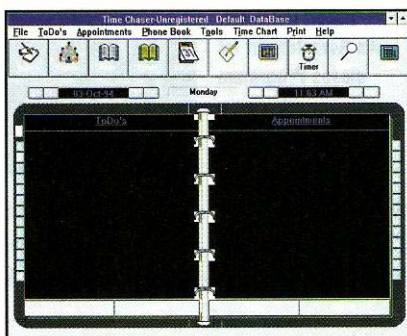 Time Chaser-Unregistered Default DataBase
File ToDo's Appointments Phone Book Tools Time Chart Print Help
Timer
03-Oct-94 Monday 11:03 AM
ToDo's Appointments